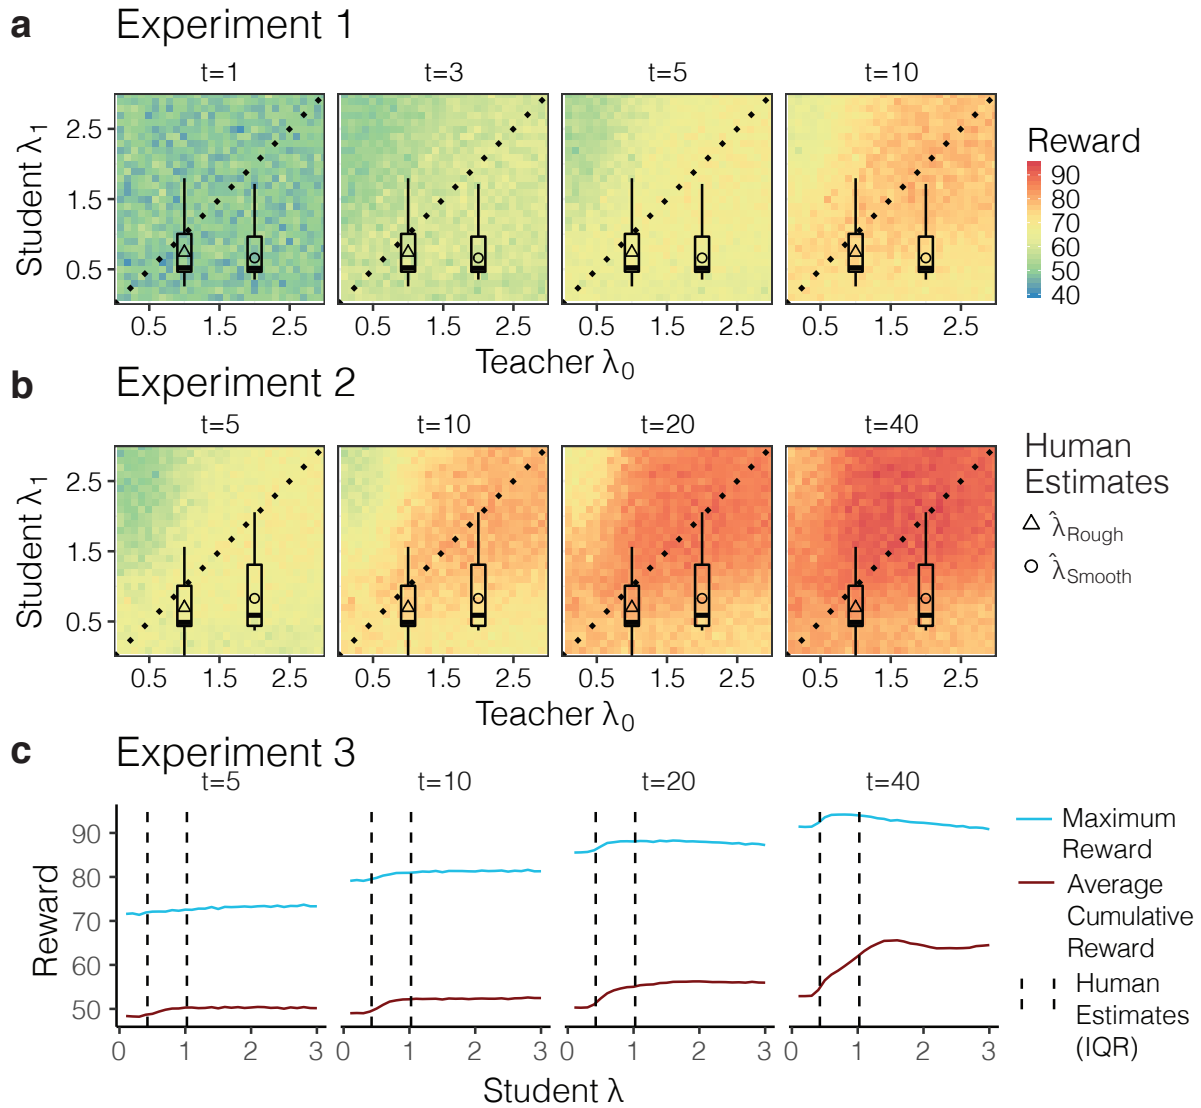 a
Experiment 1
t=1
t=3
t=5
t=10
Student λ1
2.5
1.5
0.5
0.5 1.5 2.5
0.5 1.5 2.5
0.5 1.5 2.5
0.5 1.5 2.5
Teacher λ0
Reward
90
80
70
60
50
40
b
Experiment 2
t=5
t=10
t=20
t=40
Student λ1
2.5
1.5
0.5
0.5 1.5 2.5
0.5 1.5 2.5
0.5 1.5 2.5
0.5 1.5 2.5
Teacher λ0
Human
Estimates
λ̂Rough
λ̂Smooth
c
Experiment 3
t=5
t=10
t=20
t=40
Reward
90
80
70
60
50
0 1 2 3
0 1 2 3
0 1 2 3
0 1 2 3
Student λ
Maximum
Reward
Average
Cumulative
Reward
Human
Estimates
(IQR)